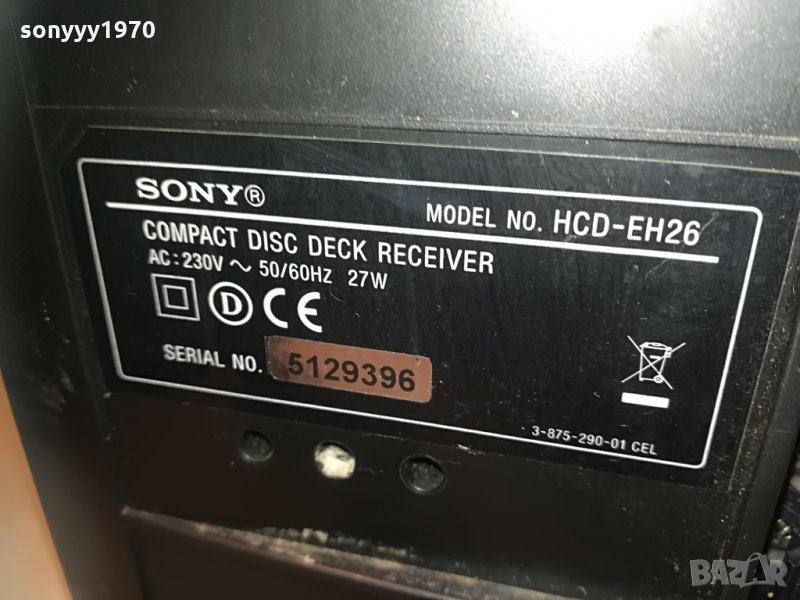 sonyyy1970
SONY®
MODEL NO. HCD-EH26
COMPACT DISC DECK RECEIVER
AC: 230V ~ 50/60HZ 27W
D CE
SERIAL NO. 5129396
3-875-290-01 CEL
BAZAR